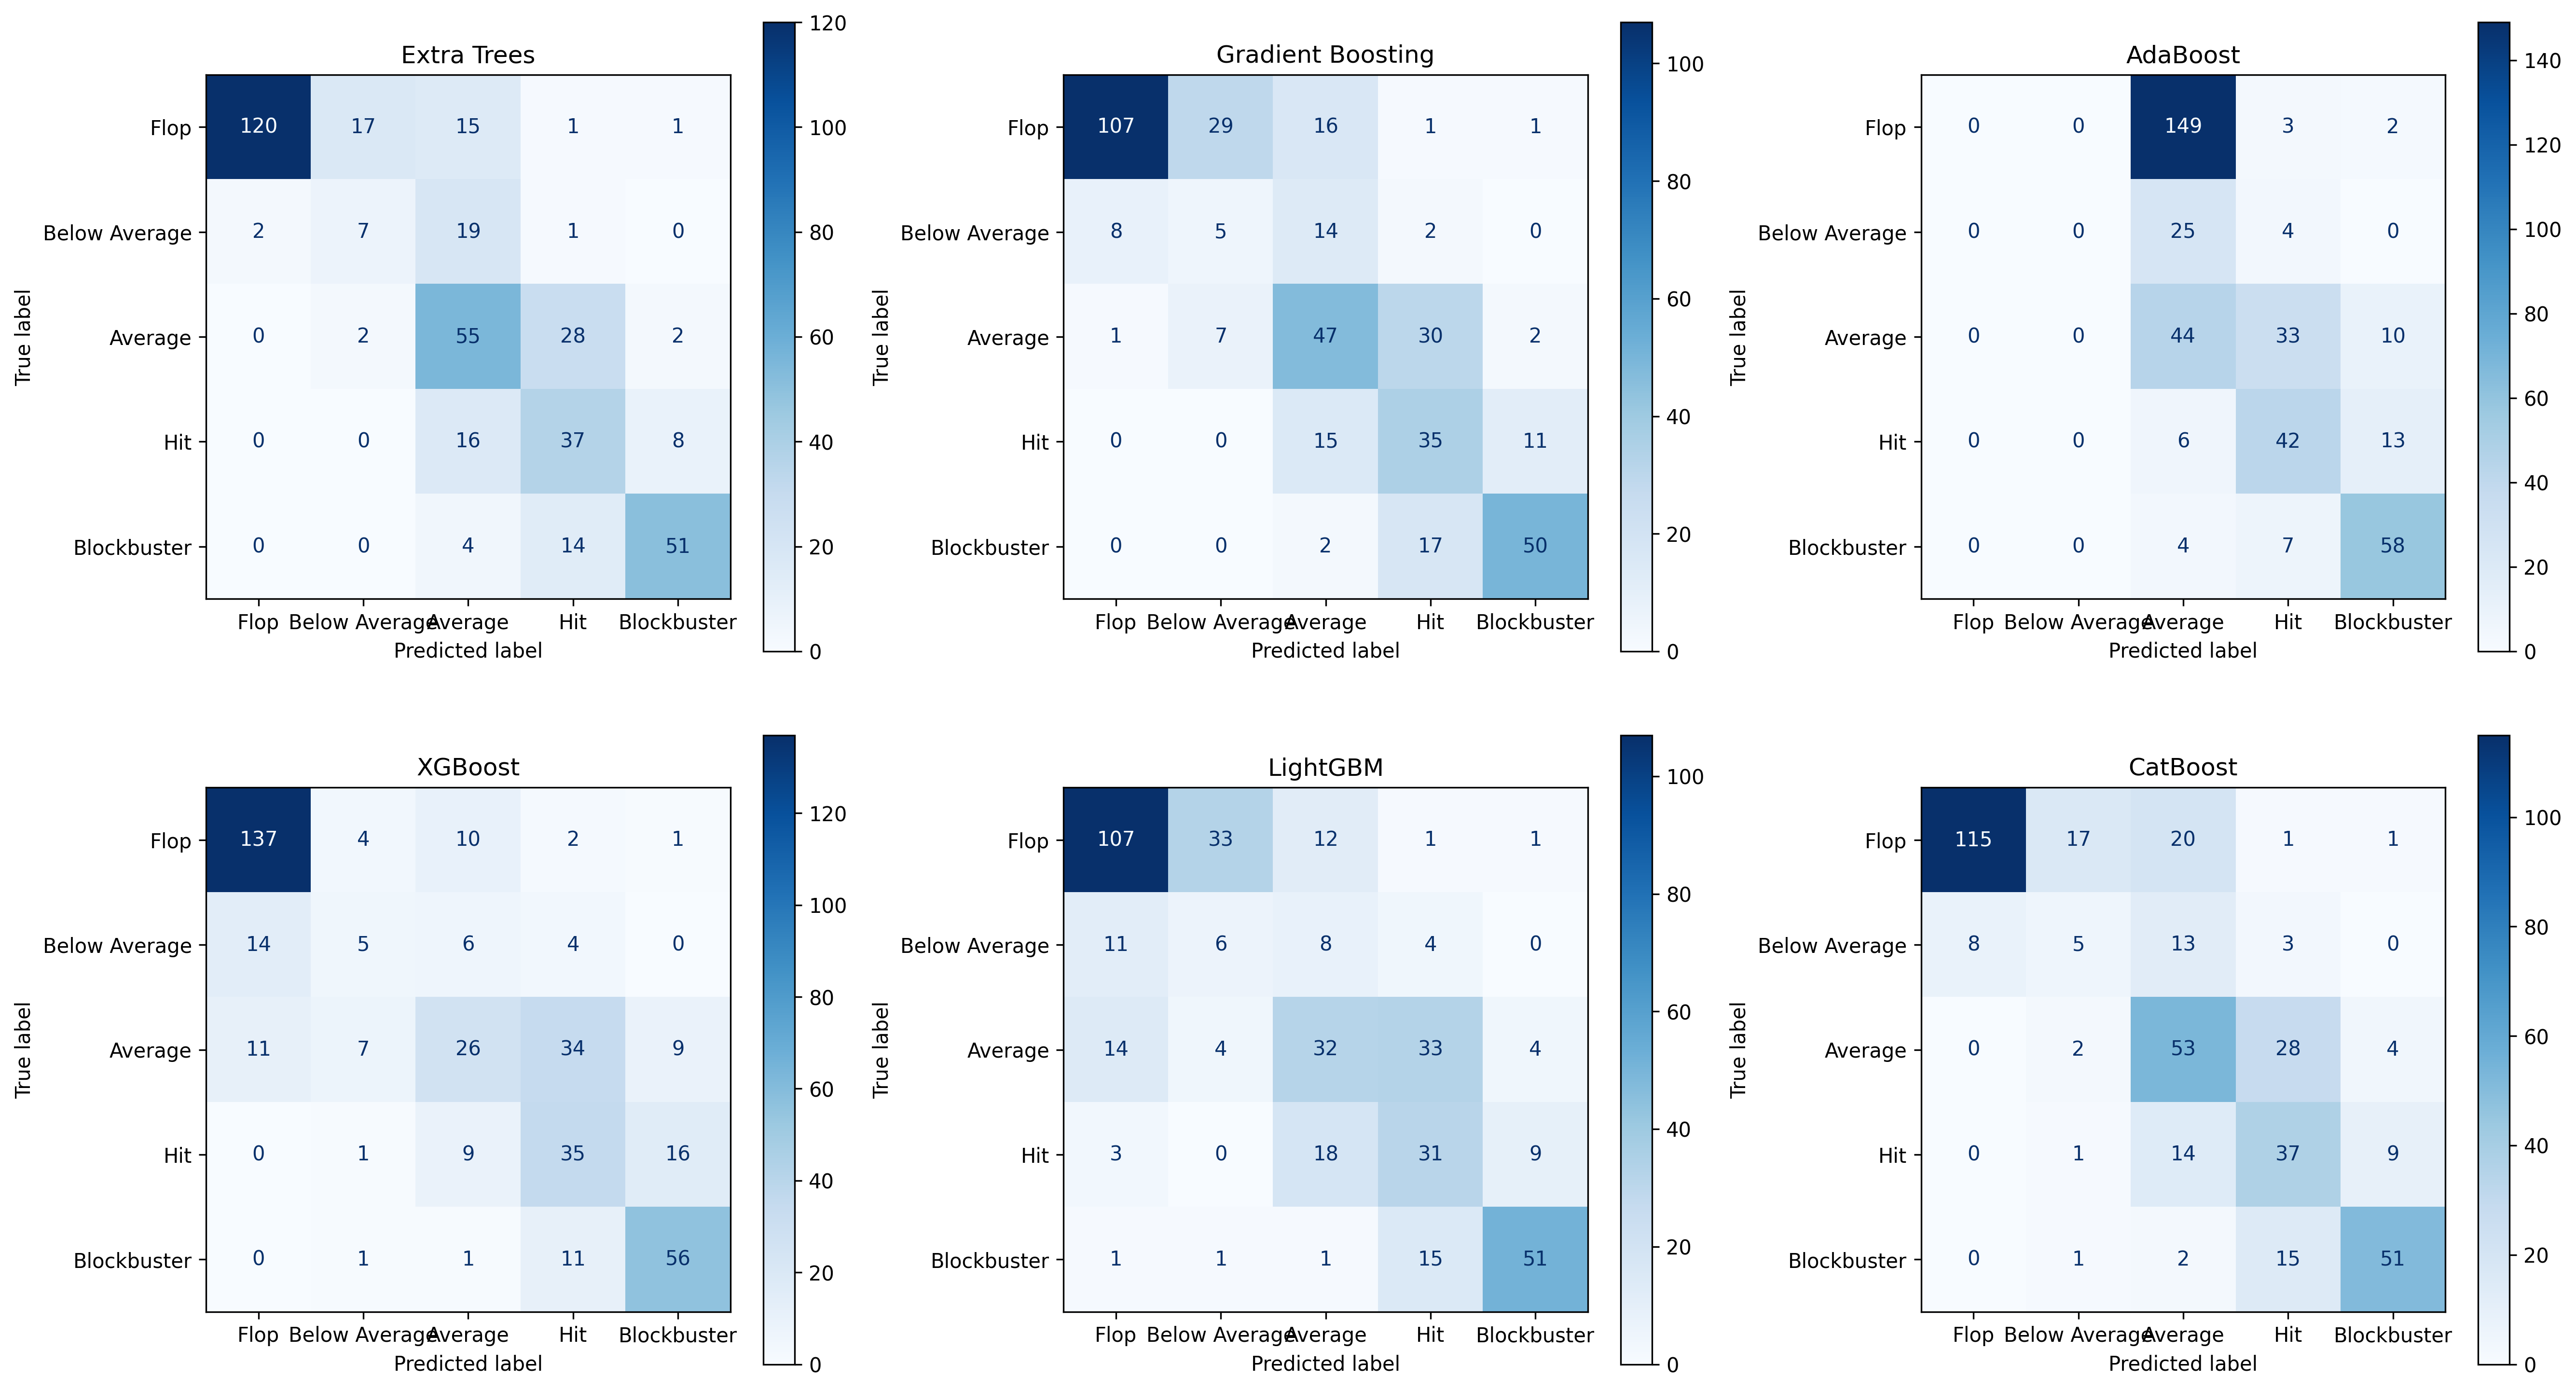 Extra Trees
Flop 120 17 15 1 1
Below Average 2 7 19 1 0
Average 0 2 55 28 2
Hit 0 0 16 37 8
Blockbuster 0 0 4 14 51
Flop Below Average Average Hit Blockbuster
Predicted label
True label
120
100
80
60
40
20
0
Gradient Boosting
Flop 107 29 16 1 1
Below Average 8 5 14 2 0
Average 1 7 47 30 2
Hit 0 0 15 35 11
Blockbuster 0 0 2 17 50
Flop Below Average Average Hit Blockbuster
Predicted label
True label
100
80
60
40
20
0
AdaBoost
Flop 0 0 149 3 2
Below Average 0 0 25 4 0
Average 0 0 44 33 10
Hit 0 0 6 42 13
Blockbuster 0 0 4 7 58
Flop Below Average Average Hit Blockbuster
Predicted label
True label
140
120
100
80
60
40
20
0
XGBoost
Flop 137 4 10 2 1
Below Average 14 5 6 4 0
Average 11 7 26 34 9
Hit 0 1 9 35 16
Blockbuster 0 1 1 11 56
Flop Below Average Average Hit Blockbuster
Predicted label
True label
120
100
80
60
40
20
0
LightGBM
Flop 107 33 12 1 1
Below Average 11 6 8 4 0
Average 14 4 32 33 4
Hit 3 0 18 31 9
Blockbuster 1 1 1 15 51
Flop Below Average Average Hit Blockbuster
Predicted label
True label
100
80
60
40
20
0
CatBoost
Flop 115 17 20 1 1
Below Average 8 5 13 3 0
Average 0 2 53 28 4
Hit 0 1 14 37 9
Blockbuster 0 1 2 15 51
Flop Below Average Average Hit Blockbuster
Predicted label
True label
100
80
60
40
20
0